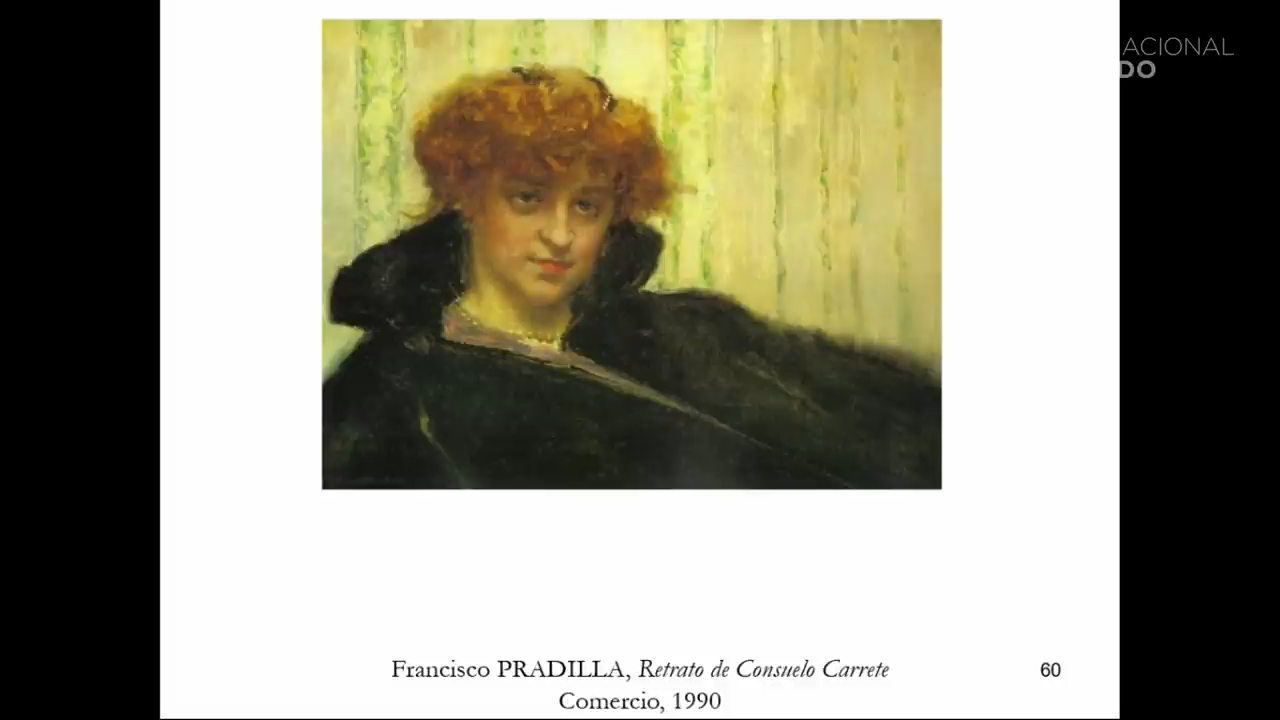 ACIONAL
DO
Francisco PRADILLA, Retrato de Consuelo Carrete
60
Comercio, 1990